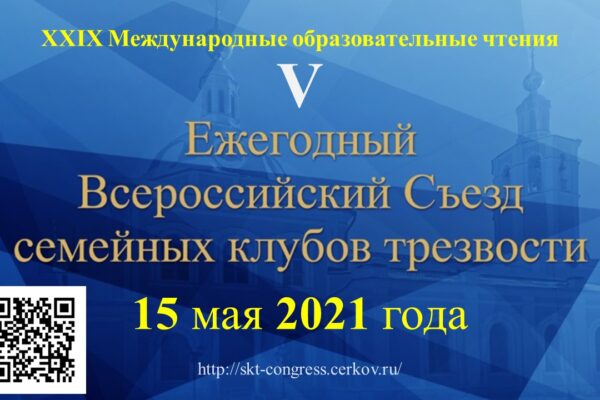 XXIX Международные образовательные чтения
V
Ежегодный
Всероссийский Съезд
семейных клубов трезвости
15 мая 2021 года
http://skt-congress.cerkov.ru/